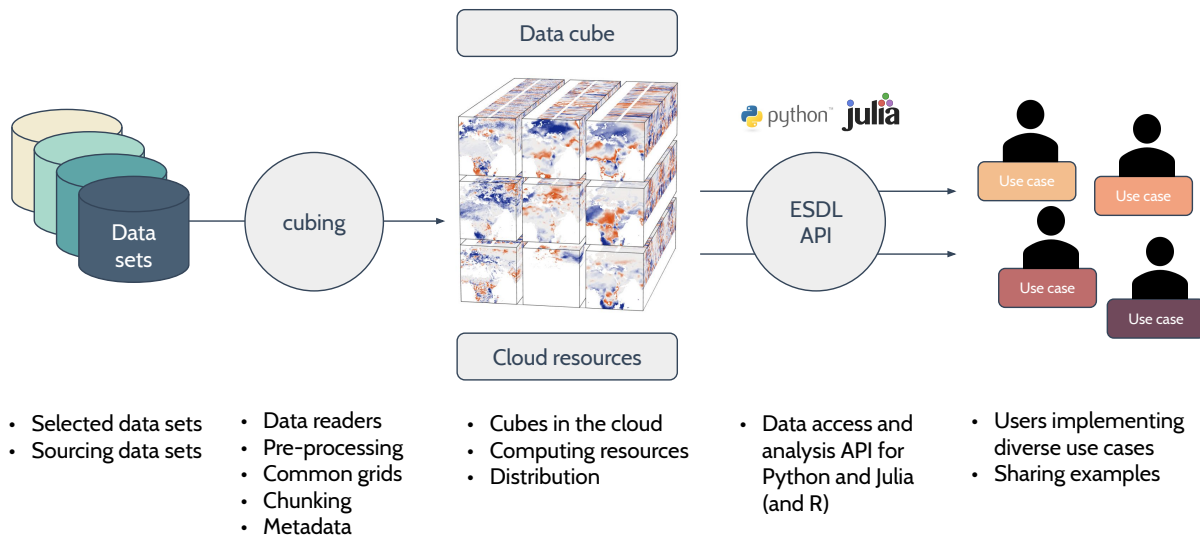 Data cube
python™
julia
Data
sets
cubing
ESDL
API
Use case
Use case
Use case
Use case
Cloud resources
• Selected data sets
• Sourcing data sets
• Data readers
• Pre-processing
• Common grids
• Chunking
• Metadata
• Cubes in the cloud
• Computing resources
• Distribution
• Data access and
analysis API for
Python and Julia
(and R)
• Users implementing
diverse use cases
• Sharing examples